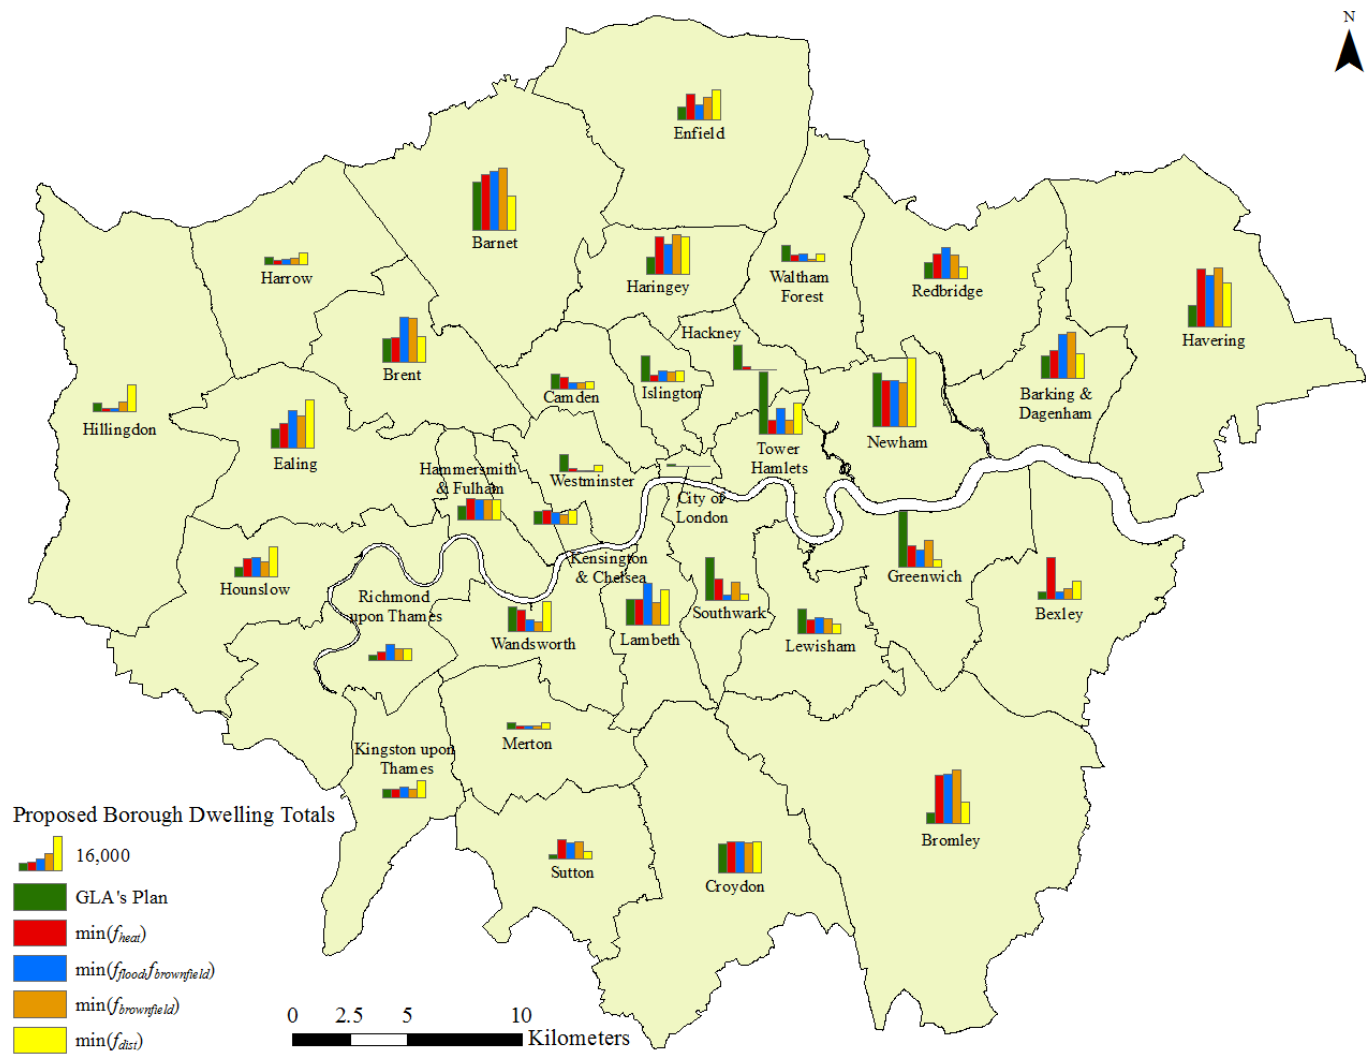 N
Enfield
Barnet
Harrow
Haringey
Waltham
Forest
Redbridge
Havering
Hackney
Brent
Camden
Islington
Barking &
Dagenham
Hillingdon
Ealing
Newham
Tower
Hamlets
Hammersmith
& Fulham
Westminster
City of
London
Kensington
& Chelsea
Greenwich
Hounslow
Richmond
upon Thames
Wandsworth
Lambeth
Southwark
Lewisham
Bexley
Merton
Kingston upon
Thames
Bromley
Sutton
Croydon
Proposed Borough Dwelling Totals
16,000
GLA's Plan
min(fheat)
min(fflood,fbrownfield)
min(fbrownfield)
min(fdist)
0 2.5 5 10
Kilometers